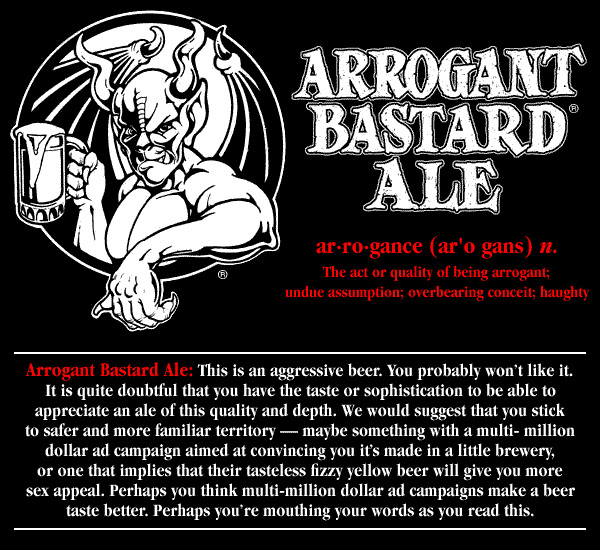 ARROGANT
BASTARD®
ALE
®
ar·ro·gance (ar'o gans) n.
The act or quality of being arrogant;
undue assumption; overbearing conceit; haughty
Arrogant Bastard Ale: This is an aggressive beer. You probably won't like it.
It is quite doubtful that you have the taste or sophistication to be able to
appreciate an ale of this quality and depth. We would suggest that you stick
to safer and more familiar territory — maybe something with a multi- million
dollar ad campaign aimed at convincing you it's made in a little brewery,
or one that implies that their tasteless fizzy yellow beer will give you more
sex appeal. Perhaps you think multi-million dollar ad campaigns make a beer
taste better. Perhaps you're mouthing your words as you read this.